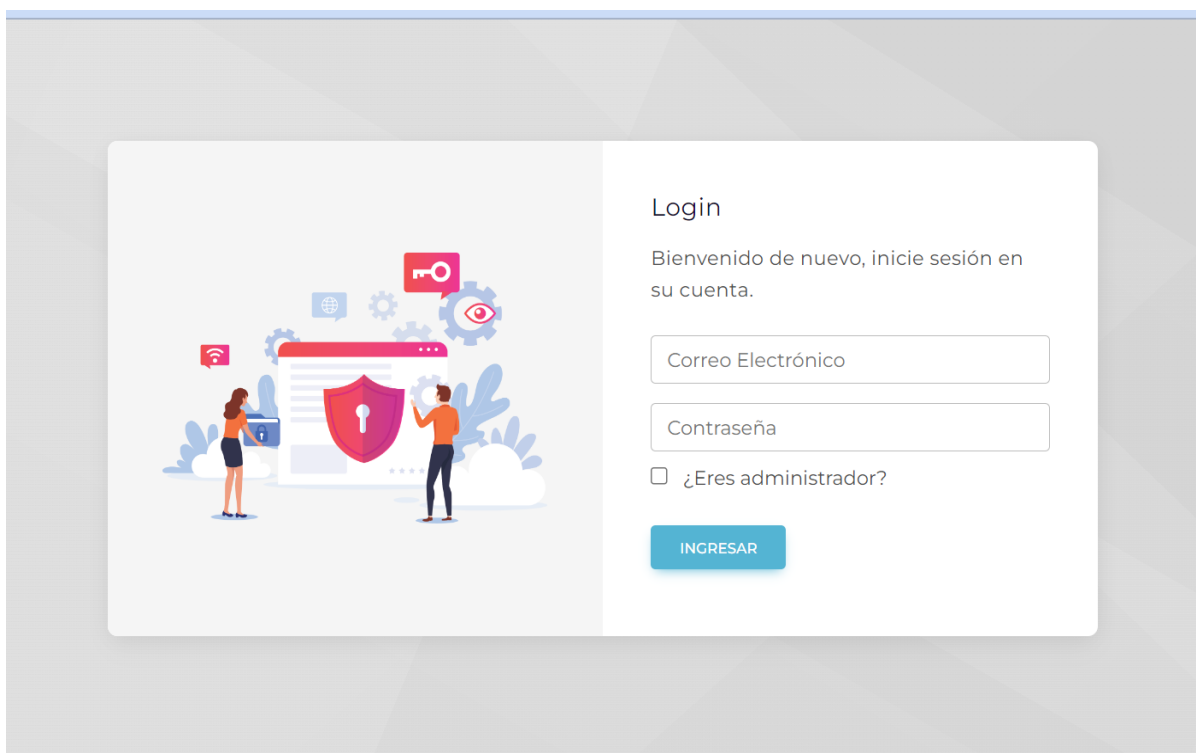 Login
Bienvenido de nuevo, inicie sesión en
su cuenta.
Correo Electrónico
Contraseña
¿Eres administrador?
INGRESAR